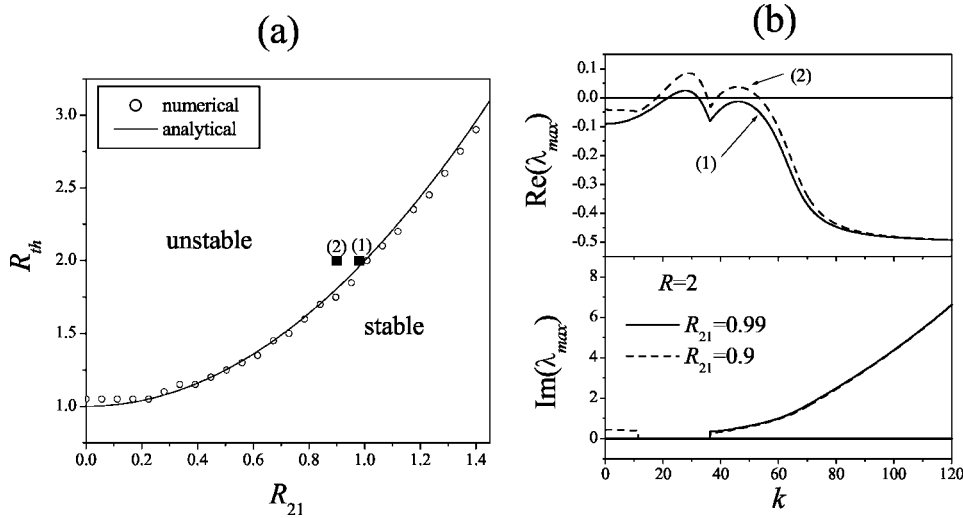 (a)
numerical
analytical
unstable
(2) (1)
stable
R_th
3.0
2.5
2.0
1.5
1.0
0.0 0.2 0.4 0.6 0.8 1.0 1.2 1.4
R_21
(b)
Re(λ_max)
0.1
0.0
-0.1
-0.2
-0.3
-0.4
-0.5
(2)
(1)
Im(λ_max)
8
6
4
2
0
R=2
R_21=0.99
R_21=0.9
0 20 40 60 80 100 120
k